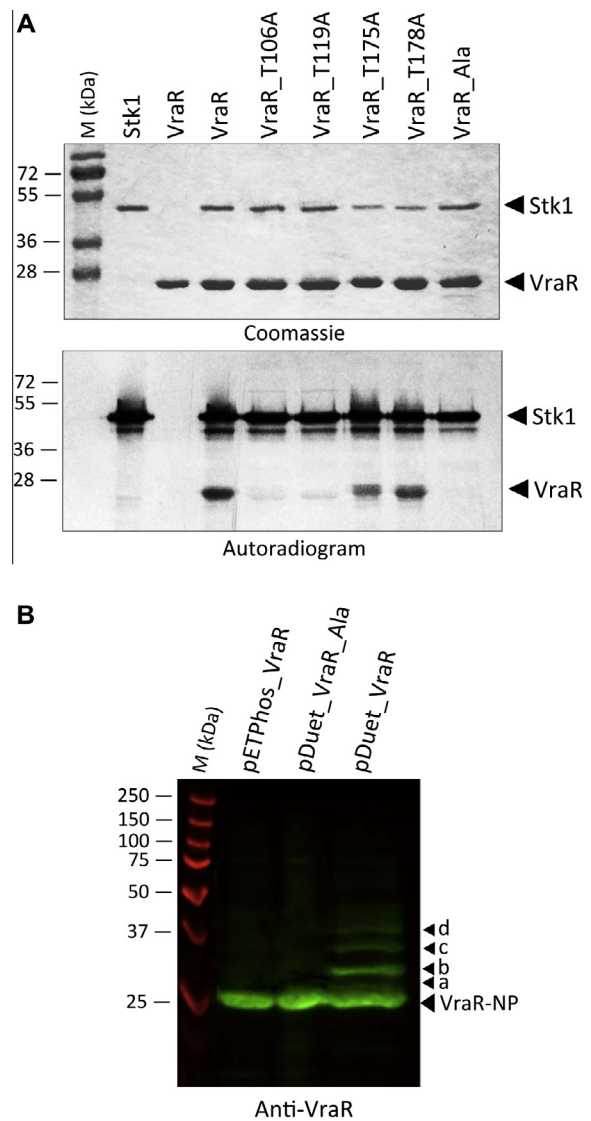 A
M (kDa)
Stk1
VraR
VraR
VraR_T106A
VraR_T119A
VraR_T175A
VraR_T178A
VraR_Ala
72
55
36
28
Stk1
VraR
Coomassie
72
55
36
28
Stk1
VraR
Autoradiogram
B
M (kDa)
pETPhos_VraR
pDuet_VraR_Ala
pDuet_VraR
250
150
100
75
50
37
25
d
c
b
a
VraR-NP
Anti-VraR